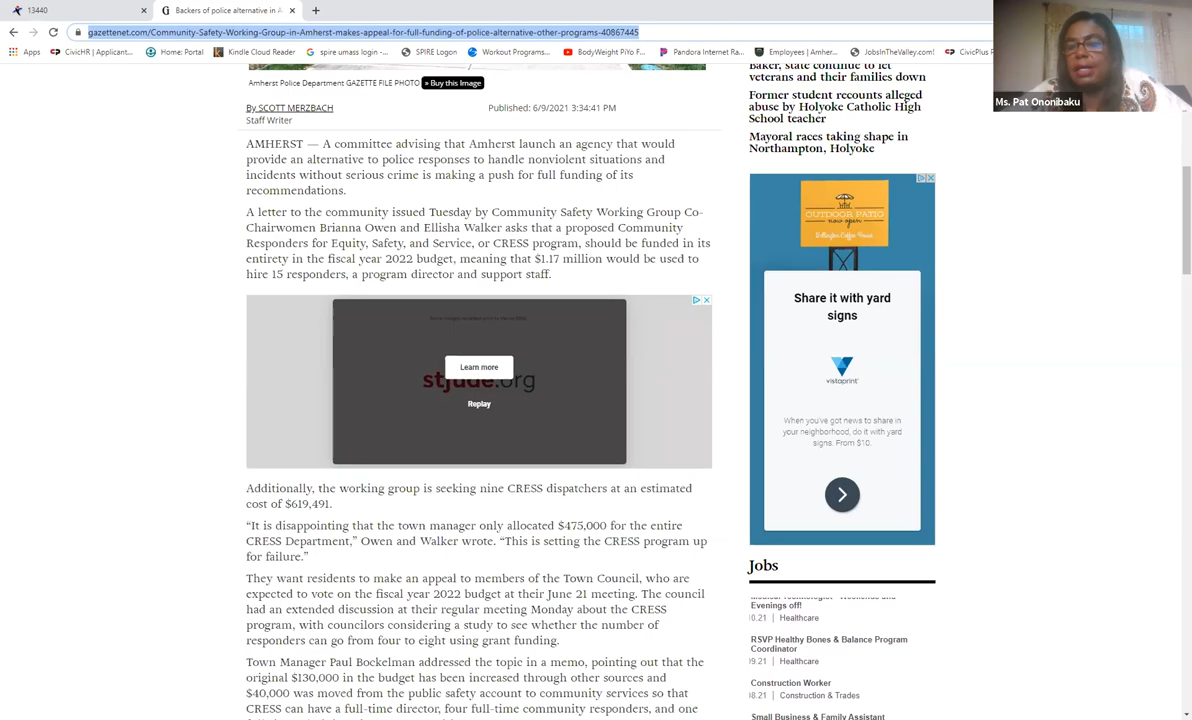 13440
Backers of police alternative in A
gazettenet.com/Community-Safety-Working-Group-in-Amherst-makes-appeal-for-full-funding-of-police-alternative-other-programs-40867445
Apps
CivicHR | Applicant...
Home: Portal
Kindle Cloud Reader
spire umass login -...
SPIRE Logon
Workout Programs...
BodyWeight PiYo F...
Pandora Internet Ra...
Employees | Amher...
JobsInTheValley.com!
CivicPlus
Ms. Pat Ononibaku
Amherst Police Department GAZETTE FILE PHOTO » Buy this Image
By SCOTT MERZBACH
Staff Writer
Published: 6/9/2021 3:34:41 PM
AMHERST — A committee advising that Amherst launch an agency that would
provide an alternative to police responses to handle nonviolent situations and
incidents without serious crime is making a push for full funding of its
recommendations.
A letter to the community issued Tuesday by Community Safety Working Group Co-
Chairwomen Brianna Owen and Ellisha Walker asks that a proposed Community
Responders for Equity, Safety, and Service, or CRESS program, should be funded in its
entirety in the fiscal year 2022 budget, meaning that $1.17 million would be used to
hire 15 responders, a program director and support staff.
Learn more
stjude.org
Replay
Additionally, the working group is seeking nine CRESS dispatchers at an estimated
cost of $619,491.
“It is disappointing that the town manager only allocated $475,000 for the entire
CRESS Department,” Owen and Walker wrote. “This is setting the CRESS program up
for failure.”
They want residents to make an appeal to members of the Town Council, who are
expected to vote on the fiscal year 2022 budget at their June 21 meeting. The council
had an extended discussion at their regular meeting Monday about the CRESS
program, with councilors considering a study to see whether the number of
responders can go from four to eight using grant funding.
Town Manager Paul Bockelman addressed the topic in a memo, pointing out that the
original $130,000 in the budget has been increased through other sources and
$40,000 was moved from the public safety account to community services so that
CRESS can have a full-time director, four full-time community responders, and one
Baker, state continue to let
veterans and their families down
Former student recounts alleged
abuse by Holyoke Catholic High
School teacher
Mayoral races taking shape in
Northampton, Holyoke
OUTDOOR PATIO
now open
Wellington Coffee House
Share it with yard
signs
vistaprint
When you've got news to share in
your neighborhood, do it with yard
signs. From $10.
Jobs
Medical Technologist - Weekends and
Evenings off!
0.21 | Healthcare
RSVP Healthy Bones & Balance Program
Coordinator
09.21 | Healthcare
Construction Worker
08.21 | Construction & Trades
Small Business & Family Assistant